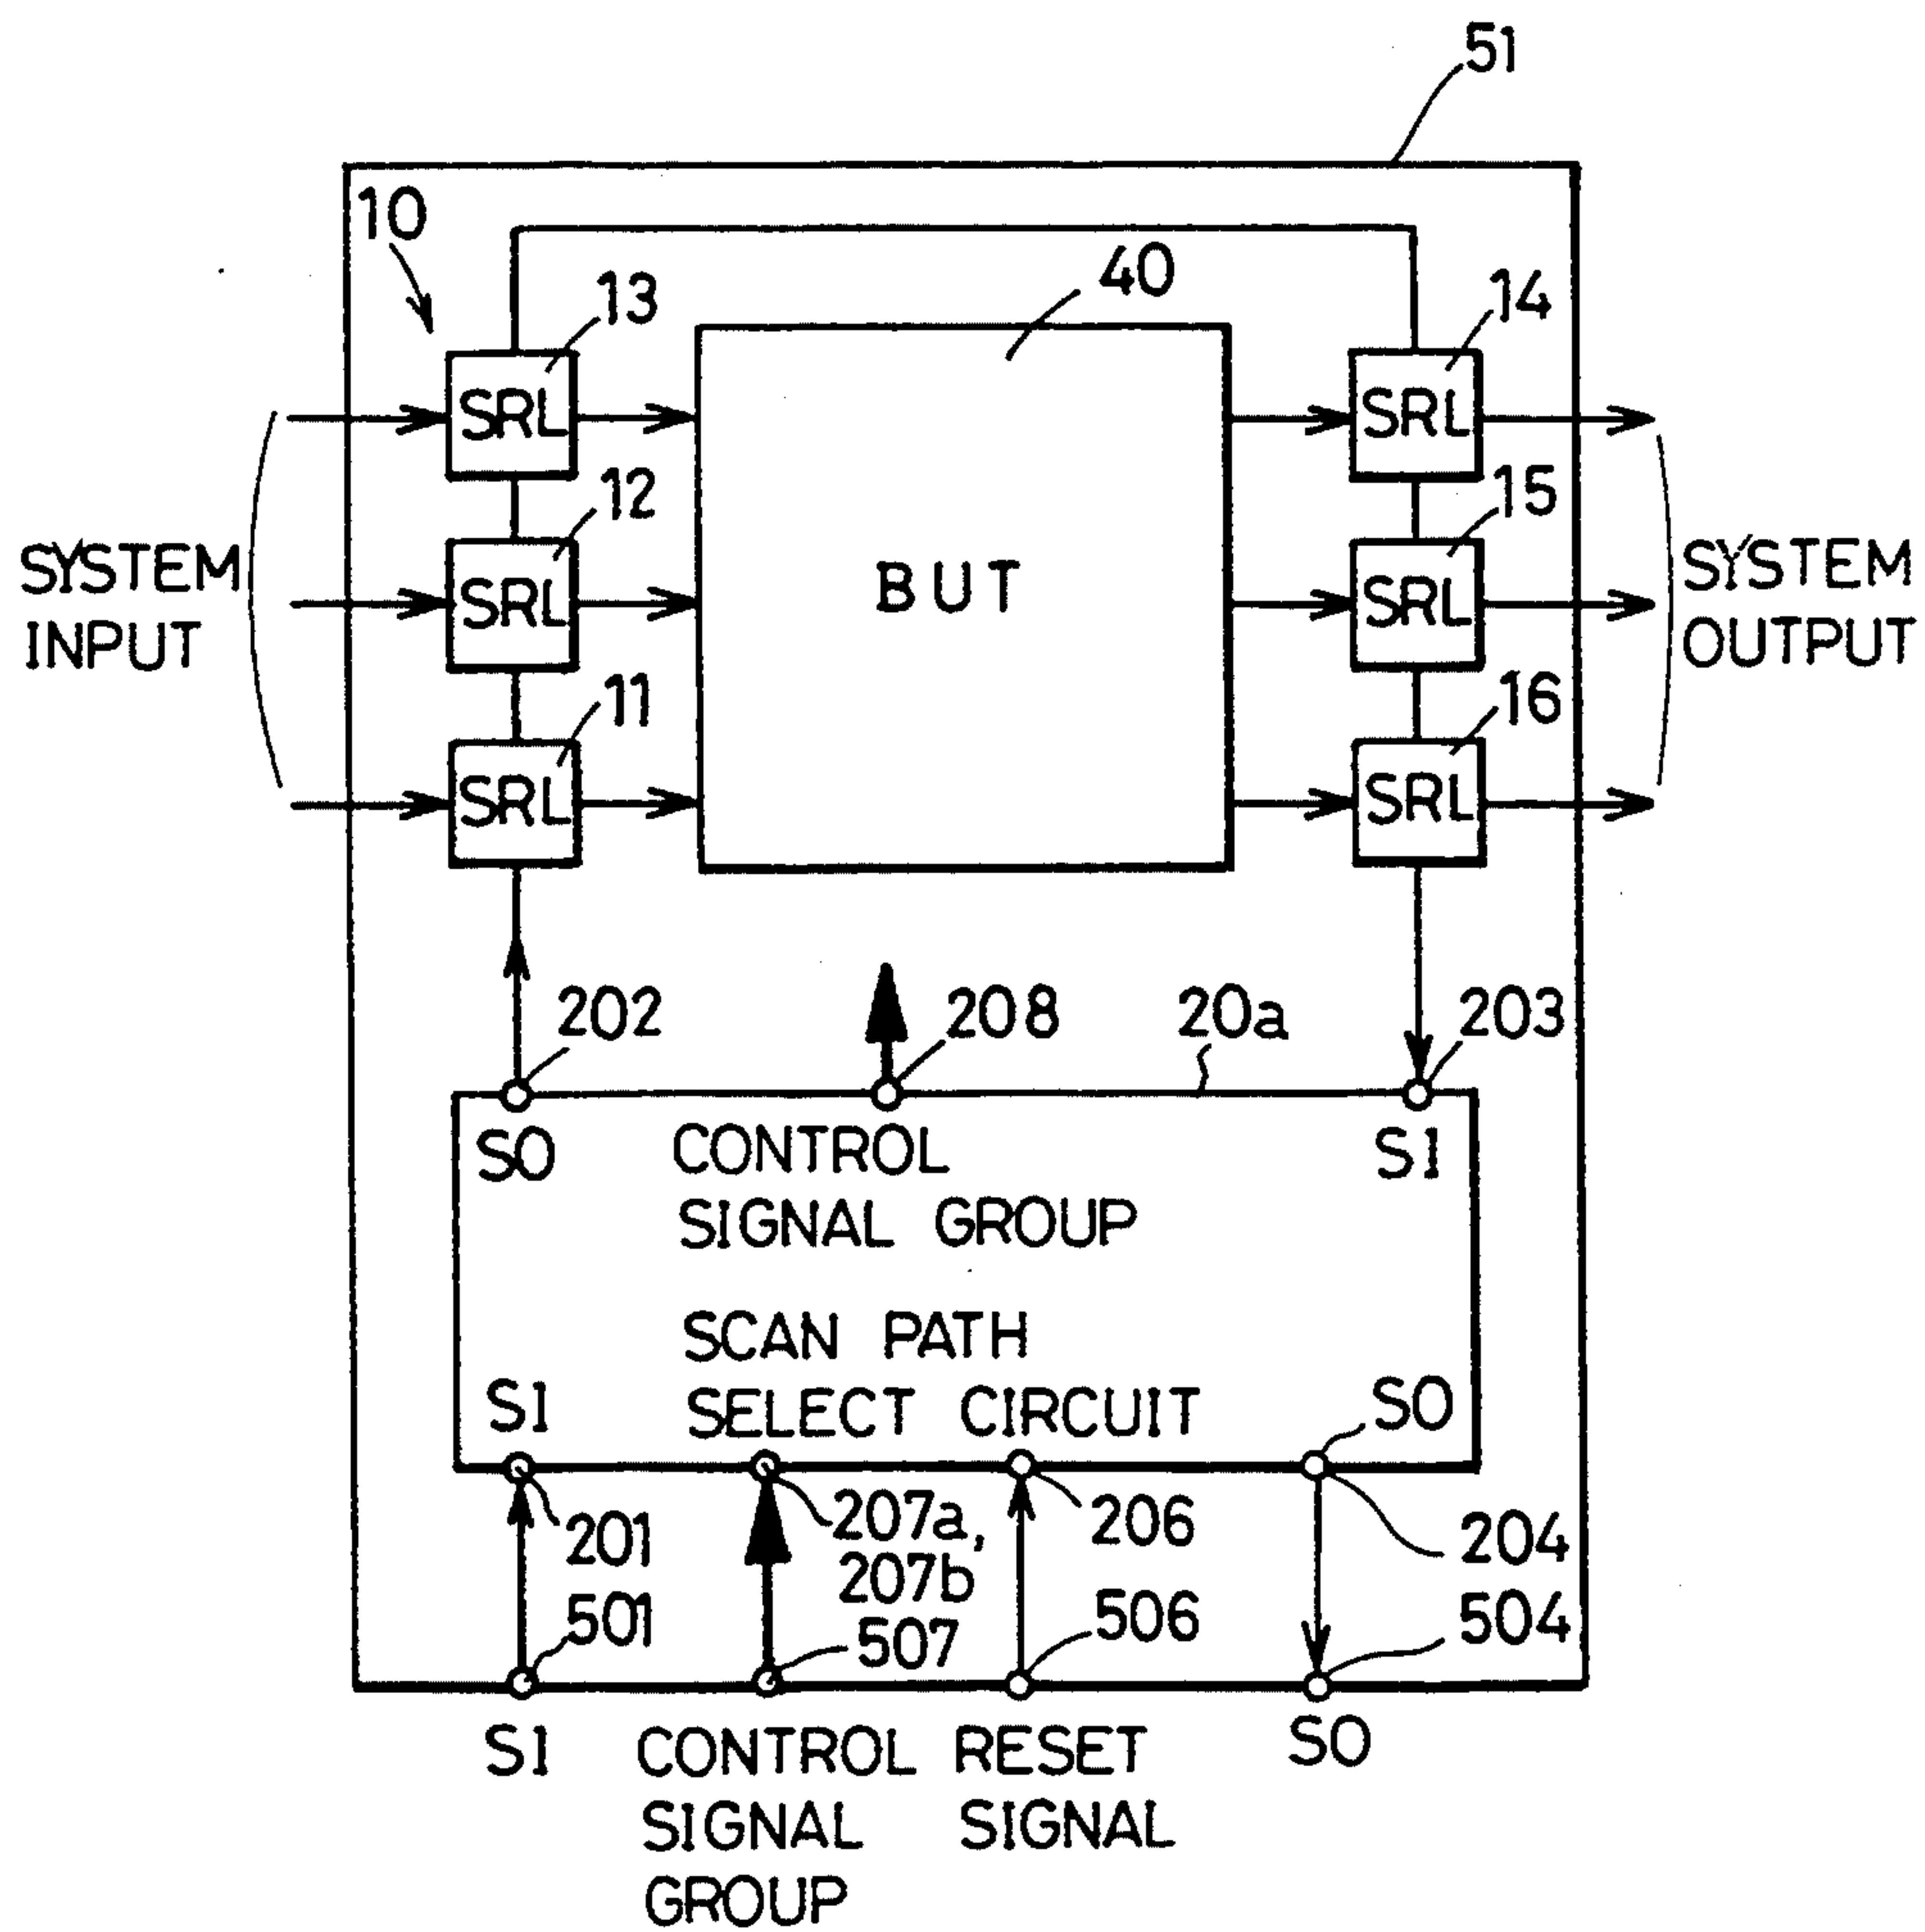 51
10
13
40
14
SRL
SRL
12
15
SYSTEM
INPUT
SRL
BUT
SRL
SYSTEM
OUTPUT
11
16
SRL
SRL
202
208
20a
203
SO
CONTROL
SIGNAL GROUP
SI
SCAN PATH
SELECT CIRCUIT
SI
SO
201
207a,
207b
206
204
501
507
506
504
SI
CONTROL
SIGNAL
GROUP
RESET
SIGNAL
SO